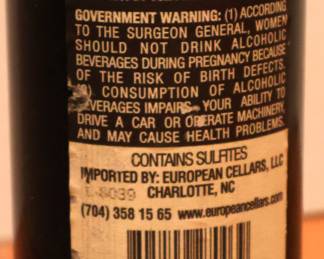 GOVERNMENT WARNING: (1) ACCORDING
TO THE SURGEON GENERAL, WOMEN
SHOULD NOT DRINK ALCOHOLIC
BEVERAGES DURING PREGNANCY BECAUSE
OF THE RISK OF BIRTH DEFECTS.
CONSUMPTION OF ALCOHOLIC
VERAGES IMPAIRS YOUR ABILITY TO
DRIVE A CAR OR OPERATE MACHINERY,
AND MAY CAUSE HEALTH PROBLEMS.
CONTAINS SULFITES
IMPORTED BY: EUROPEAN CELLARS, LLC
CHARLOTTE, NC
(704) 358 15 65 www.europeancellars.com